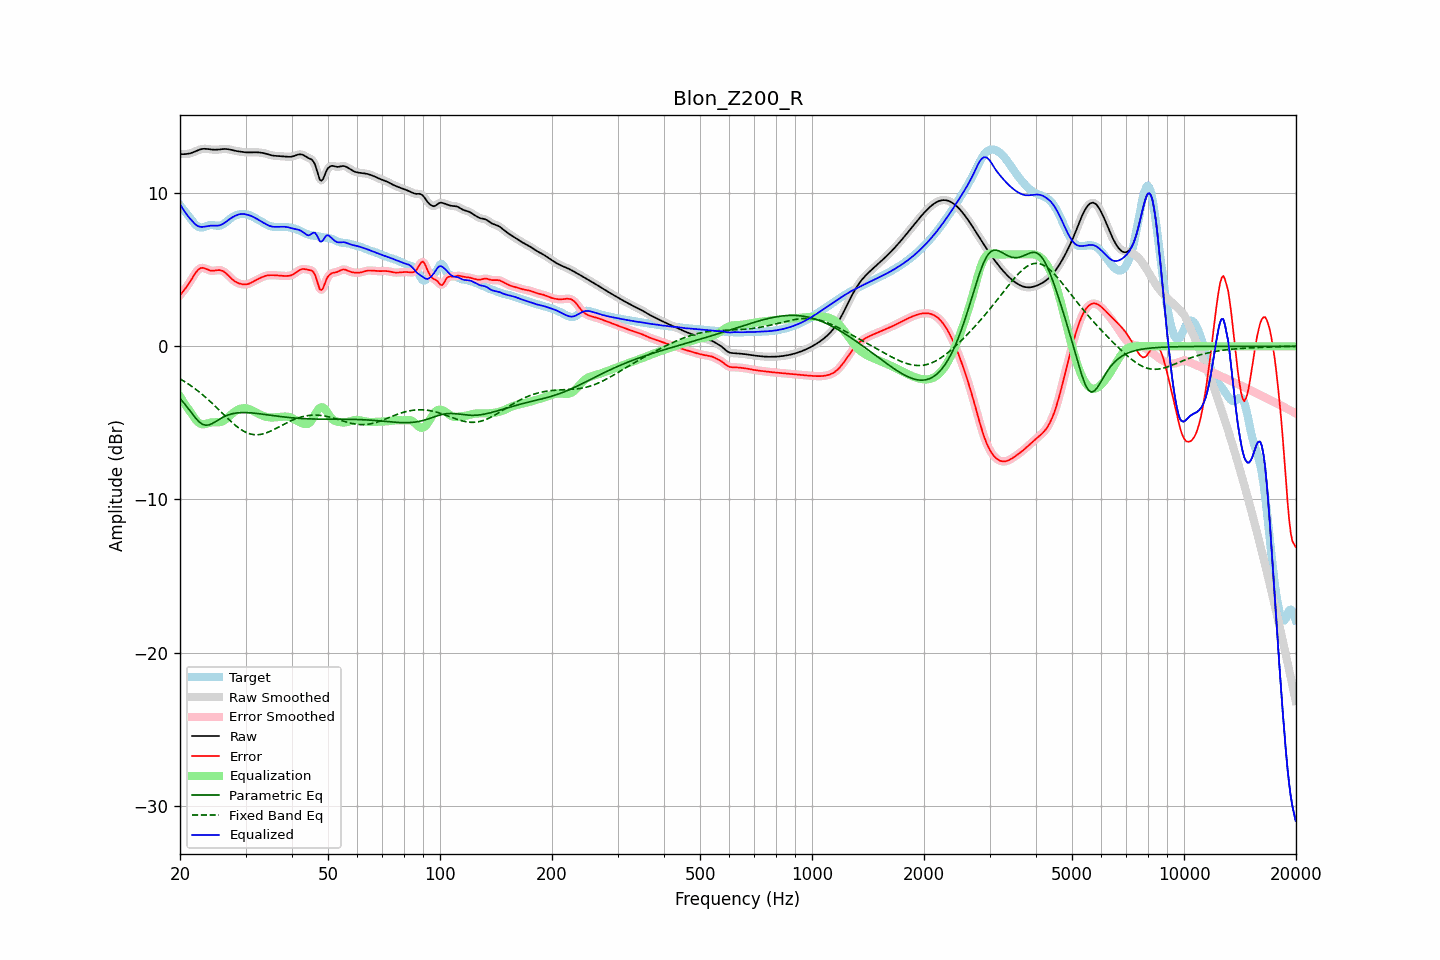 Blon_Z200_R
Amplitude (dBr)
10
0
−10
−20
−30
Target
Raw Smoothed
Error Smoothed
Raw
Error
Equalization
Parametric Eq
Fixed Band Eq
Equalized
20 50 100 200 500 1000 2000 5000 10000 20000
Frequency (Hz)